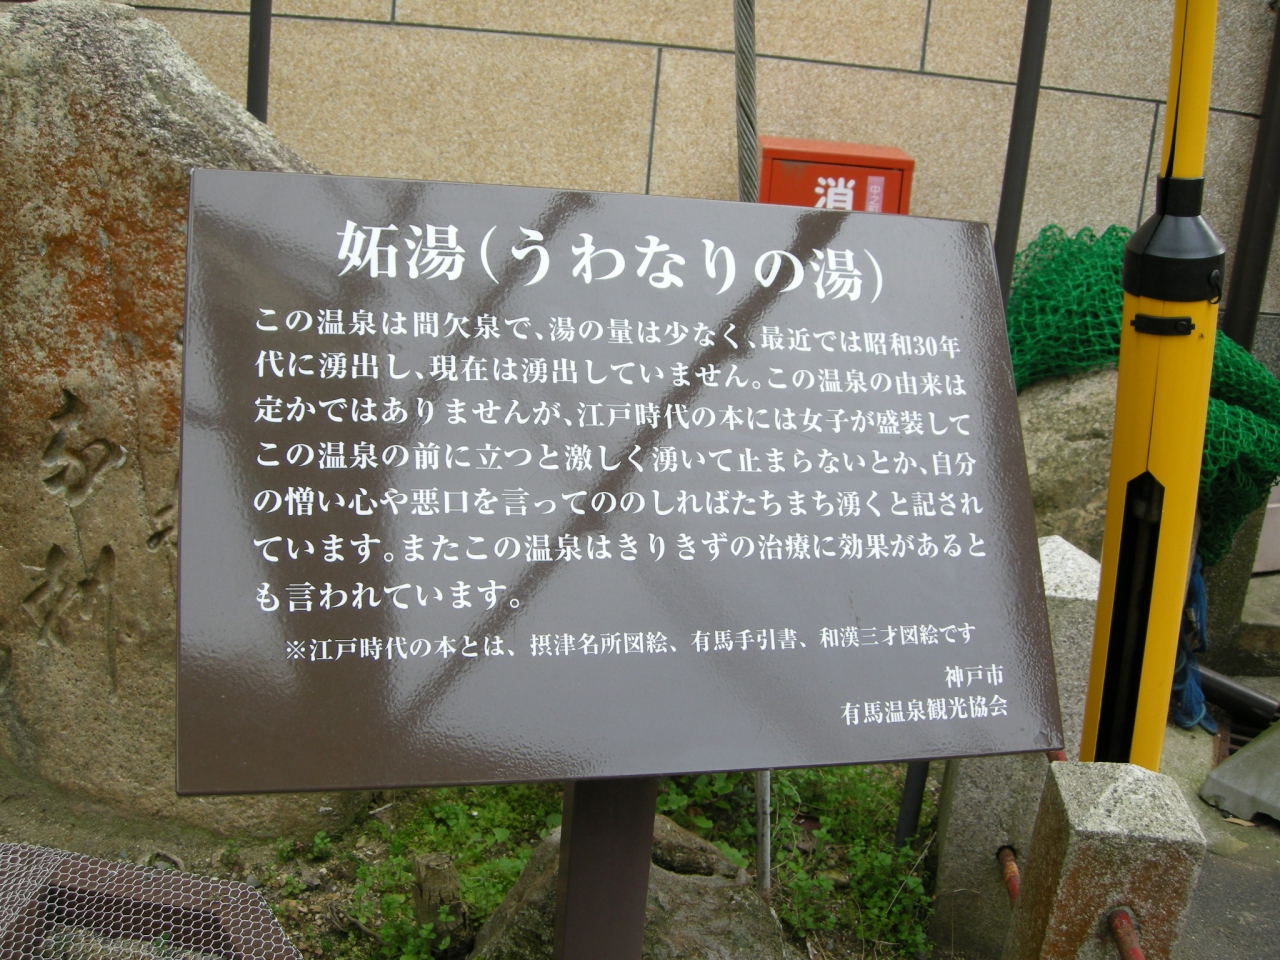 消
妬湯(うわなりの湯)
この温泉は間欠泉で、湯の量は少なく、最近では昭和30年
代に湧出し、現在は湧出していません。この温泉の由来は
定かではありませんが、江戸時代の本には女子が盛装して
この温泉の前に立つと激しく湧いて止まらないとか、自分
の憎い心や悪口を言ってののしればたちまち湧くと記され
ています。またこの温泉はきりきずの治療に効果があると
も言われています。
※江戸時代の本とは、摂津名所図絵、有馬手引書、和漢三才図絵です
神戸市
有馬温泉観光協会